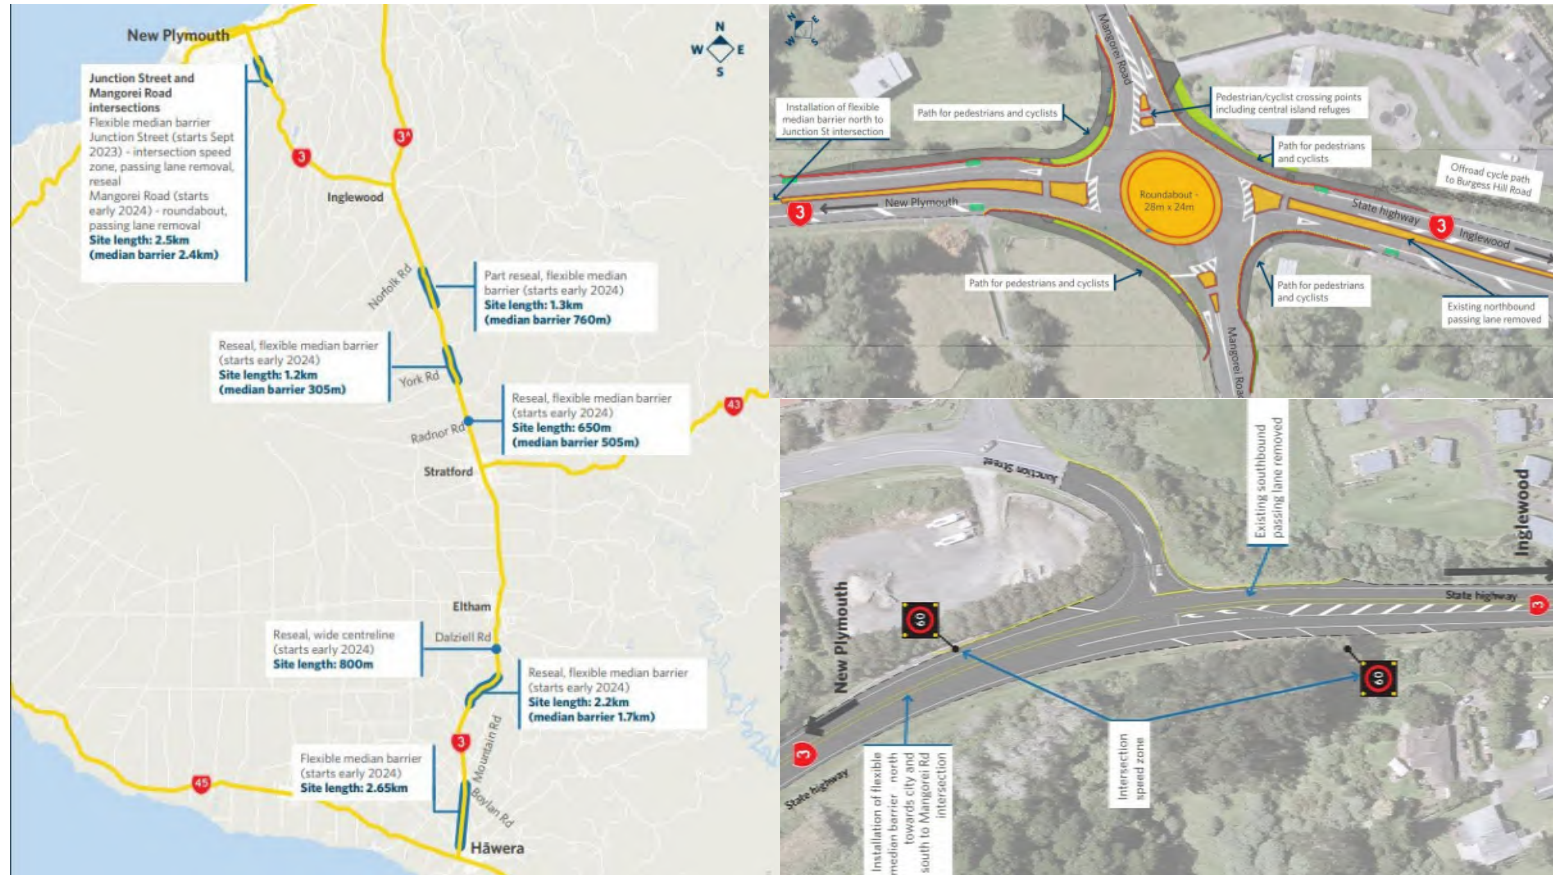 New Plymouth
N
W E
S
Junction Street and
Mangorei Road
intersections
Flexible median barrier
Junction Street (starts Sept
2023) - intersection speed
zone, passing lane removal,
reseal
Mangorei Road (starts
early 2024) - roundabout,
passing lane removal
Site length: 2.5km
(median barrier 2.4km)
3A
3
Inglewood
Norfolk Rd
Part reseal, flexible median
barrier (starts early 2024)
Site length: 1.3km
(median barrier 760m)
Reseal, flexible median barrier
(starts early 2024)
Site length: 1.2km
(median barrier 305m)
York Rd
Reseal, flexible median barrier
(starts early 2024)
Site length: 650m
(median barrier 505m)
43
Radnor Rd
Stratford
Eltham
Reseal, wide centreline
(starts early 2024)
Site length: 800m
Dalziell Rd
Reseal, flexible median barrier
(starts early 2024)
Site length: 2.2km
(median barrier 1.7km)
Mountain Rd
3
Flexible median barrier
(starts early 2024)
Site length: 2.65km
Boylan Rd
45
Hāwera
N
W E
S
Mangorei Road
Installation of flexible
median barrier north to
Junction St intersection
Path for pedestrians and cyclists
Pedestrian/cyclist crossing points
including central island refuges
Path for pedestrians
and cyclists
Offroad cycle path
to Burgess Hill Road
Roundabout -
28m x 24m
3
New Plymouth
State highway
3
Inglewood
Path for pedestrians and cyclists
Path for pedestrians
and cyclists
Existing northbound
passing lane removed
Mangorei Road
Junction Street
Existing southbound
passing lane removed
Inglewood
State highway
3
New Plymouth
60
60
3
State highway
Installation of flexible
median barrier - north
towards city and
south to Mangorei Rd
intersection
Intersection
speed zone